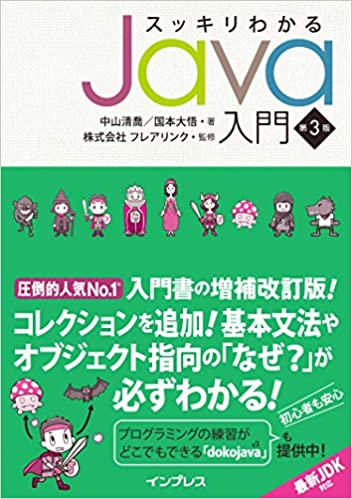 スッキリわかる
Java
入門 第3版
中山清喬／国本大悟・著
株式会社 フレアリンク・監修
圧倒的人気No.1※ 入門書の増補改訂版！
コレクションを追加！基本文法や
オブジェクト指向の「なぜ？」が
必ずわかる！
初心者も安心
プログラミングの練習が
どこでもできる「dokojava」v3
も提供中！
最新JDK
対応
インプレス